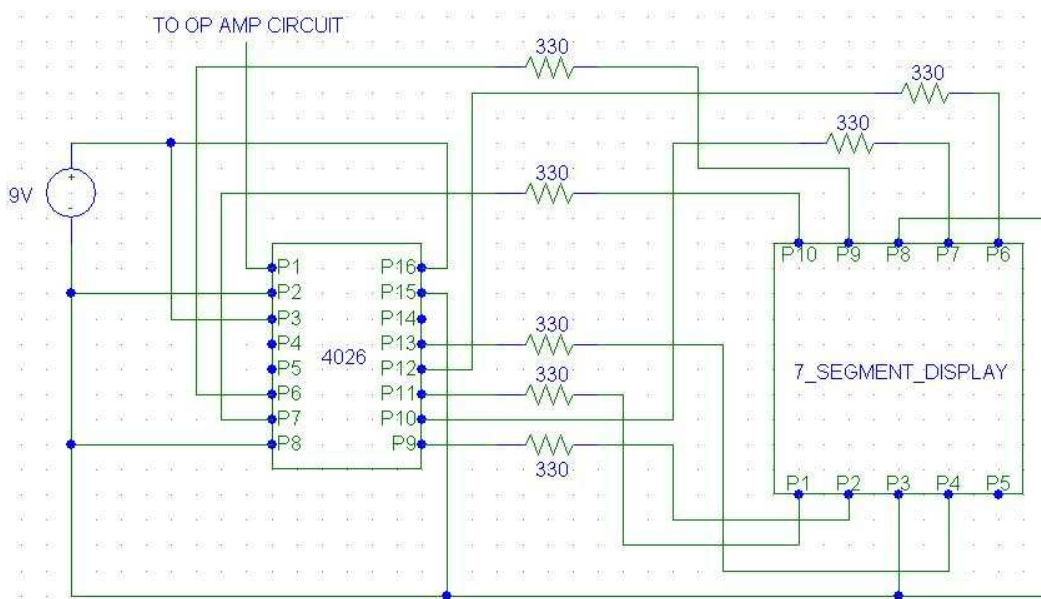 TO OP AMP CIRCUIT
330
330
330
9V
330
P1 P16
P2 P15
P3 P14
P4 P13
P5 P12
P6 P11
P7 P10
P8 P9
4026
330
330
330
P10 P9 P8 P7 P6
7_SEGMENT_DISPLAY
P1 P2 P3 P4 P5